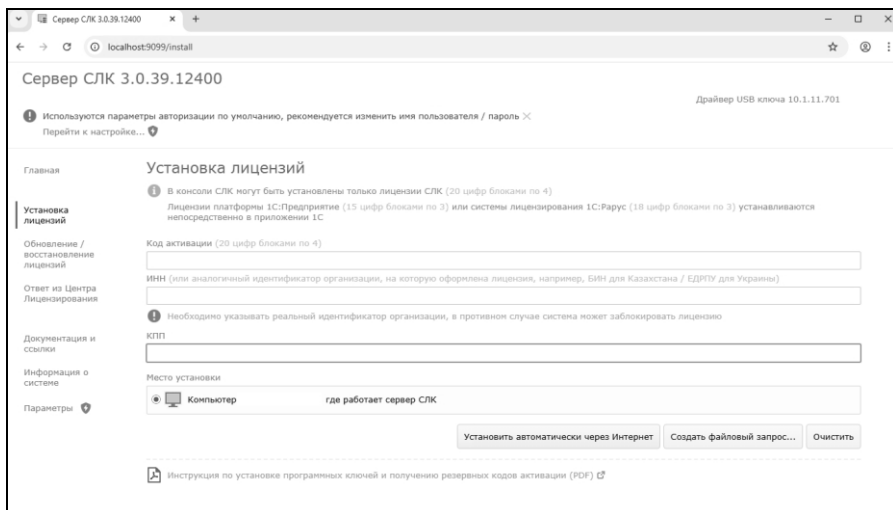 Сервер СЛК 3.0.39.12400
localhost:9099/install
Сервер СЛК 3.0.39.12400
Драйвер USB ключа 10.1.11.701
Используются параметры авторизации по умолчанию, рекомендуется изменить имя пользователя / пароль
Перейти к настройке...
Главная
Установка лицензий
Обновление / восстановление лицензий
Ответ из Центра Лицензирования
Документация и ссылки
Информация о системе
Параметры
Установка лицензий
В консоли СЛК могут быть установлены только лицензии СЛК (20 цифр блоками по 4)
Лицензии платформы 1С:Предприятие (15 цифр блоками по 3) или системы лицензирования 1С:Рарус (18 цифр блоками по 3) устанавливаются
непосредственно в приложении 1С
Код активации (20 цифр блоками по 4)
ИНН (или аналогичный идентификатор организации, на которую оформлена лицензия, например, БИН для Казахстана / ЕДРПУ для Украины)
Необходимо указывать реальный идентификатор организации, в противном случае система может заблокировать лицензию
КПП
Место установки
Компьютер где работает сервер СЛК
Установить автоматически через Интернет Создать файловый запрос... Очистить
Инструкция по установке программных ключей и получению резервных кодов активации (PDF)